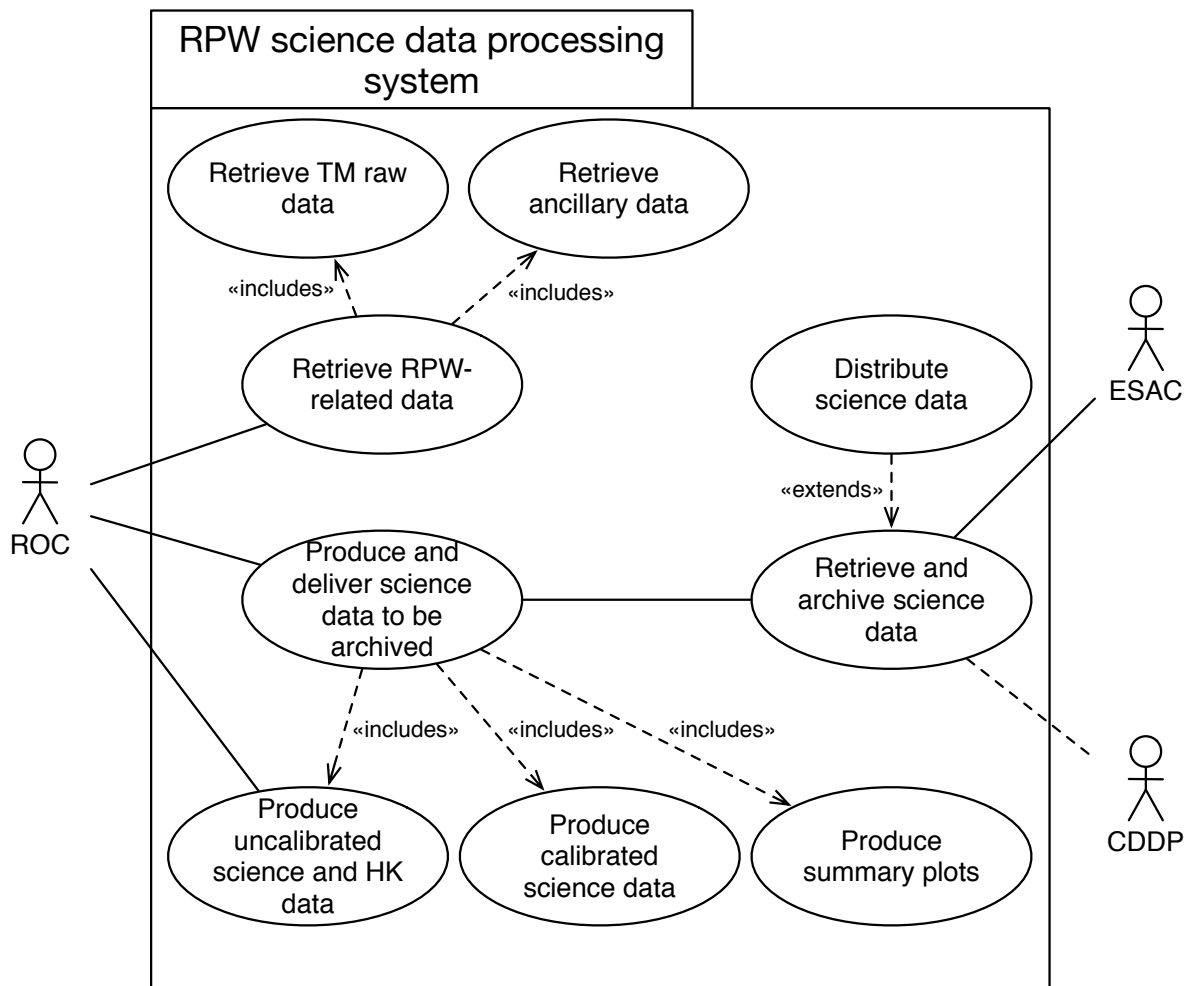 RPW science data processing
system
Retrieve TM raw
data
Retrieve
ancillary data
«includes»
«includes»
Retrieve RPW-
related data
Distribute
science data
ESAC
ROC
«extends»
Produce and
deliver science
data to be
archived
Retrieve and
archive science
data
«includes»
«includes»
«includes»
Produce
uncalibrated
science and HK
data
Produce
calibrated
science data
Produce
summary plots
CDDP